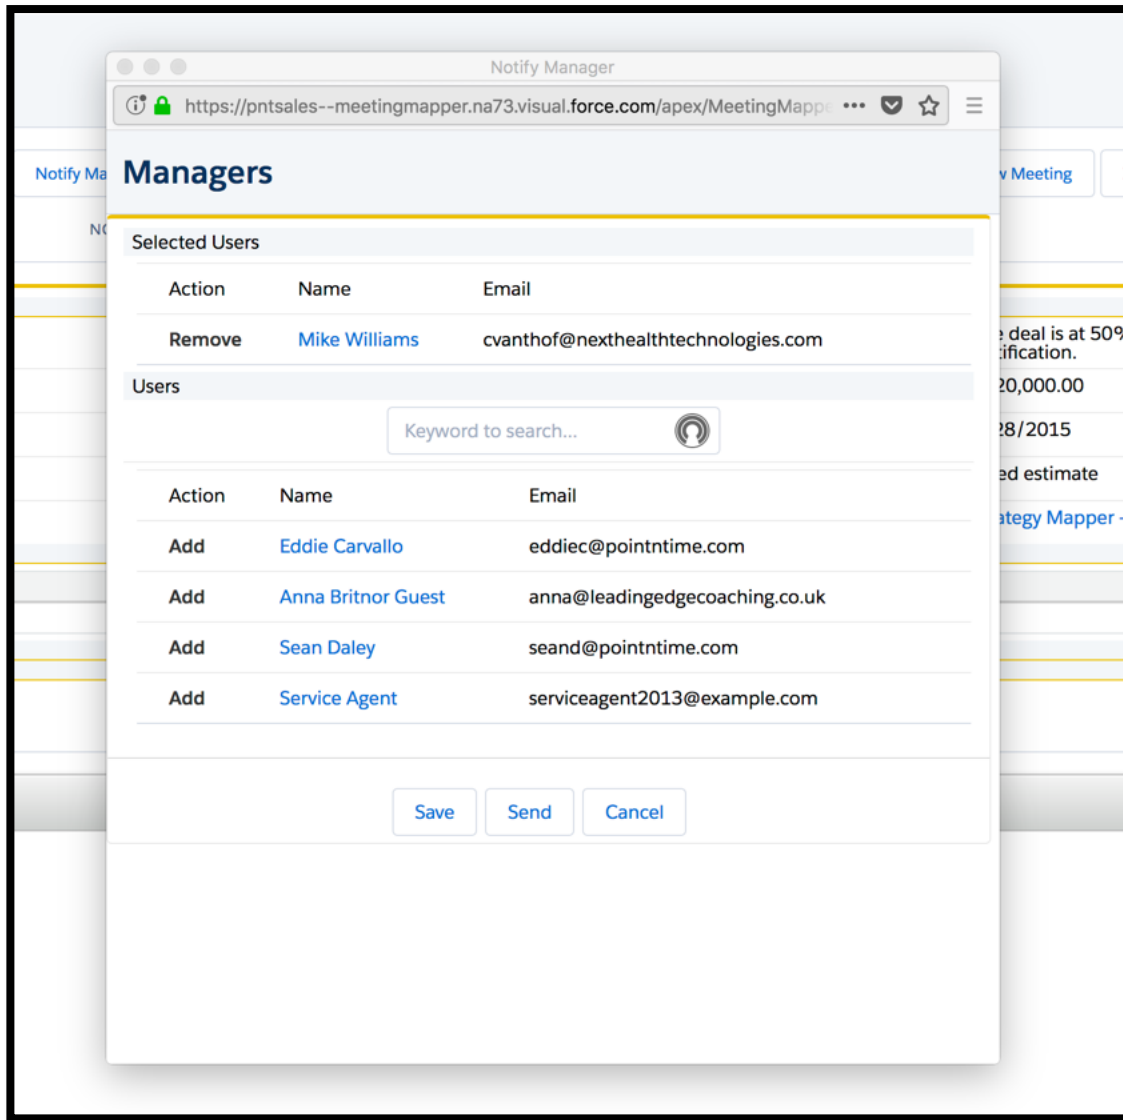 Notify Manager
https://pntsales--meetingmapper.na73.visual.force.com/apex/MeetingMappe
Notify Ma
Managers
w Meeting
NO
Selected Users
Action Name Email
Remove Mike Williams cvanthof@nexthealthtechnologies.com
e deal is at 50%
ification.
Users
20,000.00
Keyword to search...
28/2015
ed estimate
Action Name Email
ategy Mapper -
Add Eddie Carvallo eddiec@pointntime.com
Add Anna Britnor Guest anna@leadingedgecoaching.co.uk
Add Sean Daley seand@pointntime.com
Add Service Agent serviceagent2013@example.com
Save Send Cancel